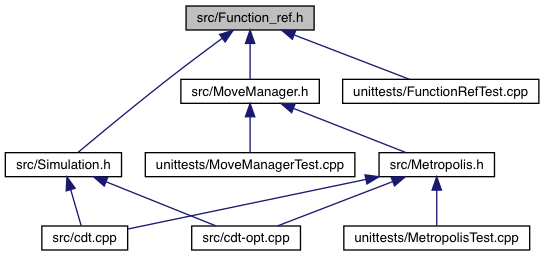 src/Function_ref.h
src/MoveManager.h
unittests/FunctionRefTest.cpp
src/Simulation.h
unittests/MoveManagerTest.cpp
src/Metropolis.h
src/cdt.cpp
src/cdt-opt.cpp
unittests/MetropolisTest.cpp